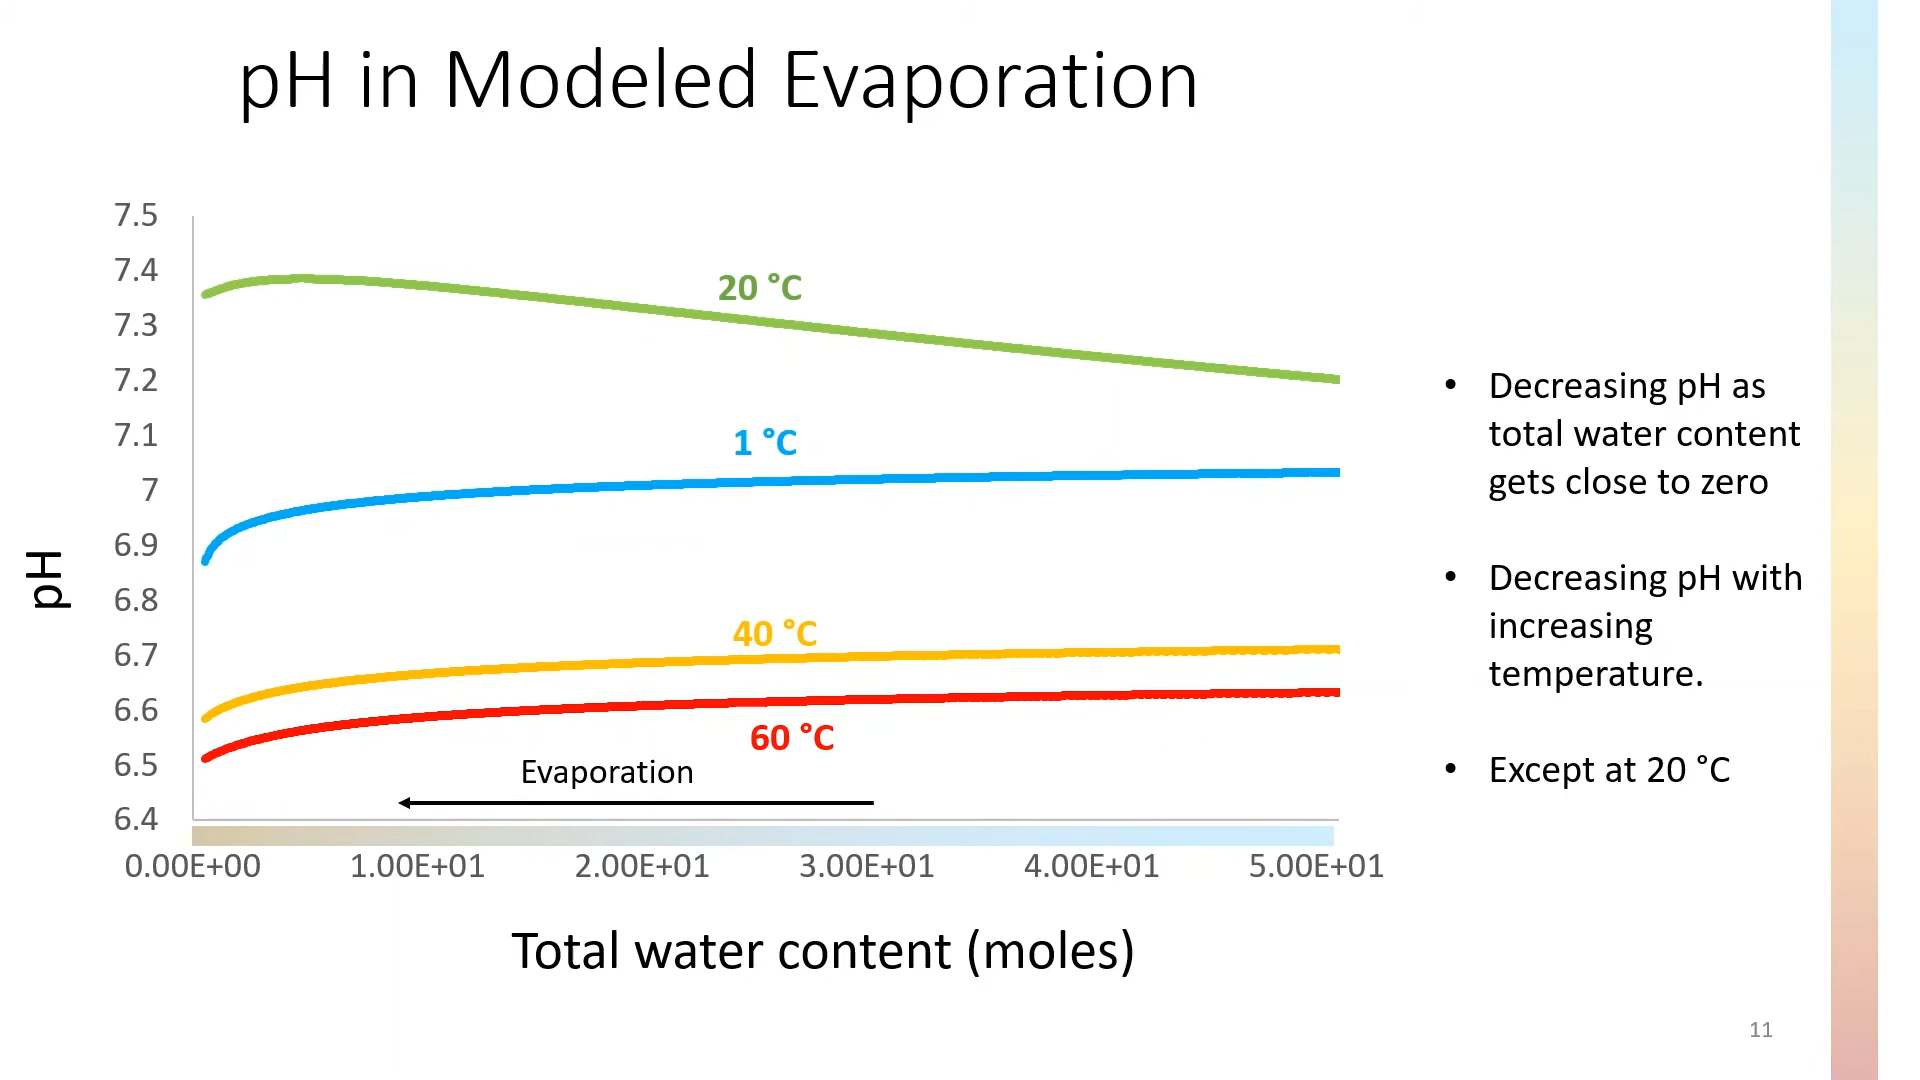 pH in Modeled Evaporation
7.5
7.4
7.3
7.2
7.1
7
6.9
6.8
6.7
6.6
6.5
6.4
pH
20 °C
1 °C
40 °C
60 °C
Evaporation
0.00E+00 1.00E+01 2.00E+01 3.00E+01 4.00E+01 5.00E+01
Total water content (moles)
• Decreasing pH as
total water content
gets close to zero
• Decreasing pH with
increasing
temperature.
• Except at 20 °C
11